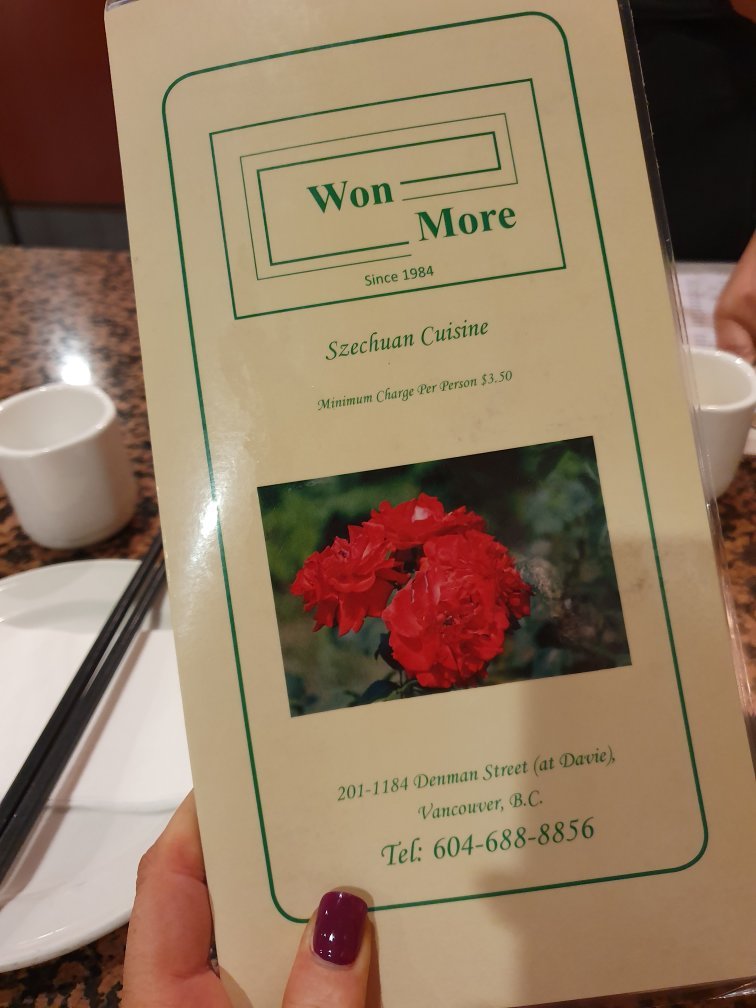 Won
More
Since 1984
Szechuan Cuisine
Minimum Charge Per Person $3.50
201-1184 Denman Street (at Davie),
Vancouver, B.C.
Tel: 604-688-8856